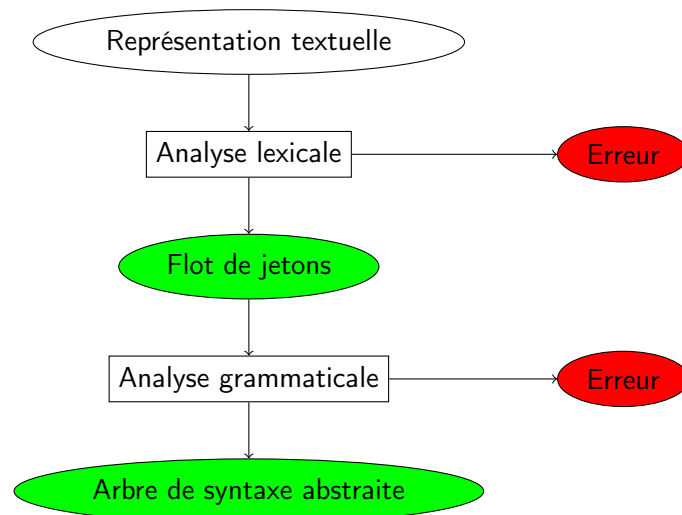 Représentation textuelle
Analyse lexicale
Erreur
Flot de jetons
Analyse grammaticale
Erreur
Arbre de syntaxe abstraite